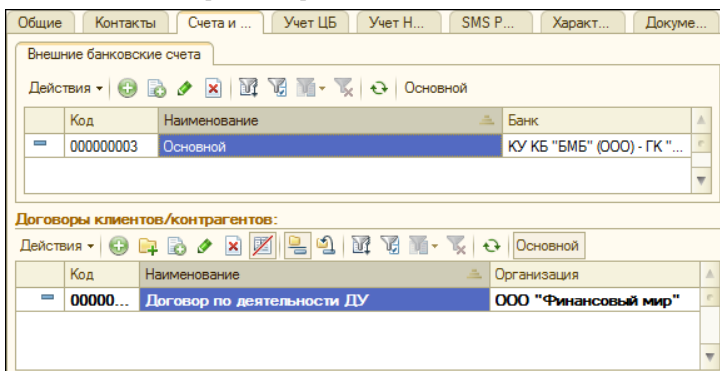 Общие Контакты Счета и ... Учет ЦБ Учет Н... SMS P... Характ... Докуме...
Внешние банковские счета
Действия Основной
Код Наименование Банк
000000003 Основной КУ КБ "БМБ" (ООО) - ГК "...
Договоры клиентов/контрагентов:
Действия Основной
Код Наименование Организация
00000... Договор по деятельности ДУ ООО "Финансовый мир"